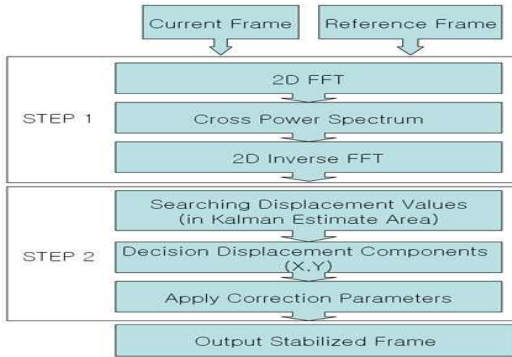 Current Frame
Reference Frame
STEP 1
2D FFT
Cross Power Spectrum
2D Inverse FFT
STEP 2
Searching Displacement Values
(in Kalman Estimate Area)
Decision Displacement Components
(X,Y)
Apply Correction Parameters
Output Stabilized Frame